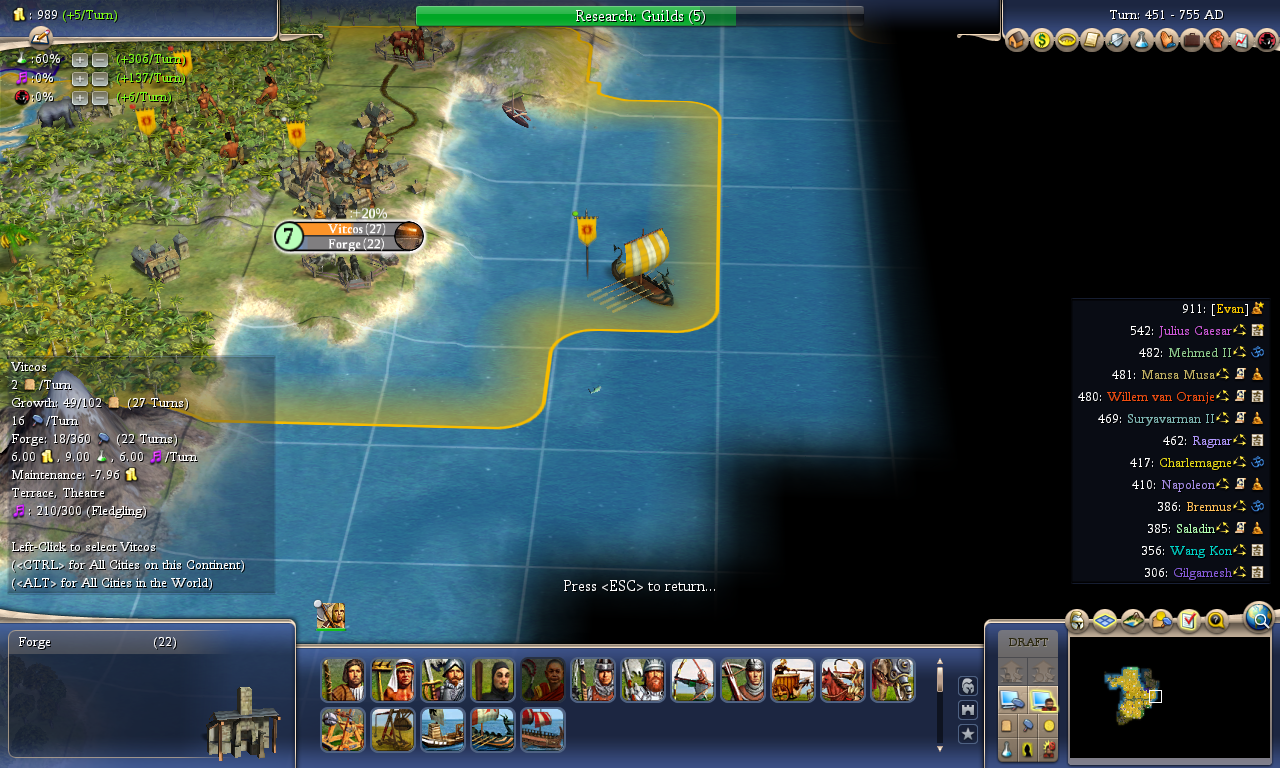 : 989 (+5/Turn)
Research: Guilds (5)
Turn: 451 - 755 AD
:60% (+306/Turn)
:0% (+137/Turn)
:0% (+6/Turn)
:+20%
7 Vitcos (27)
Forge (22)
911: [Evan]
542: Julius Caesar
482: Mehmed II
481: Mansa Musa
480: Willem van Oranje
469: Suryavarman II
462: Ragnar
417: Charlemagne
410: Napoleon
386: Brennus
385: Saladin
356: Wang Kon
306: Gilgamesh
Vitcos
2 /Turn
Growth: 49/102 (27 Turns)
16 /Turn
Forge: 18/360 (22 Turns)
6.00 , 9.00 , 6.00 /Turn
Maintenance: -7.96
Terrace, Theatre
: 210/300 (Fledgling)
Left-Click to select Vitcos
(<CTRL> for All Cities on this Continent)
(<ALT> for All Cities in the World)
Press <ESC> to return...
Forge (22)
DRAFT